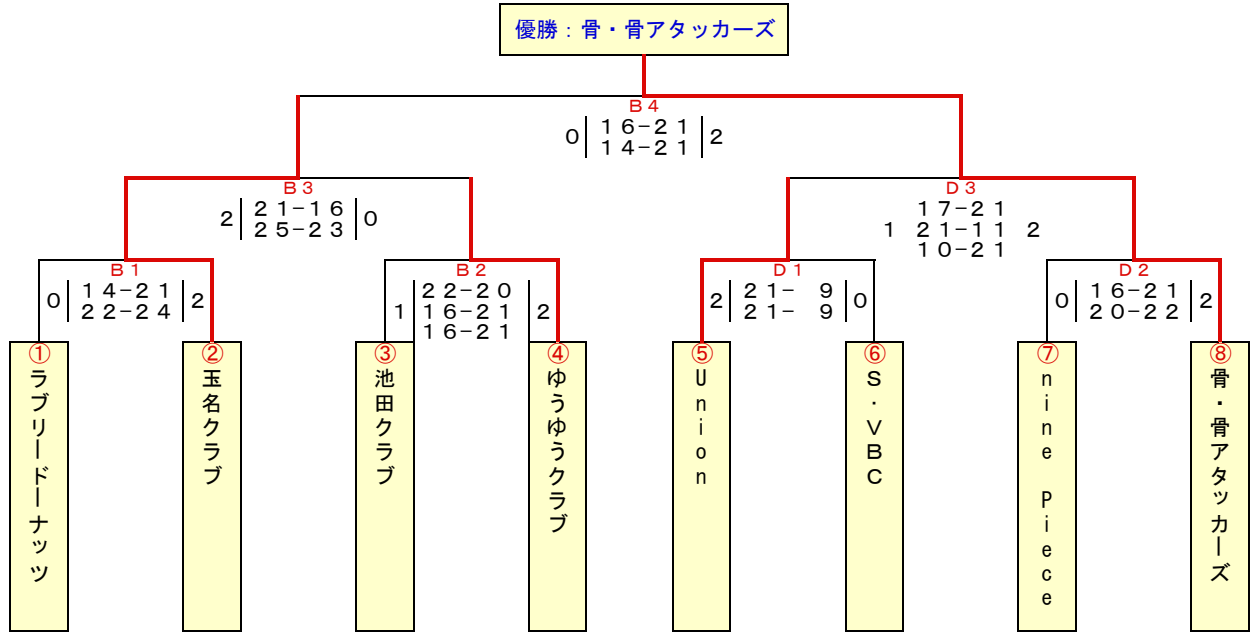 優勝：骨・骨アタッカーズ
Ｂ４
０ １６−２１ ２
１４−２１
Ｂ３
２ ２１−１６ ０
２５−２３
Ｄ３
１７−２１
１ ２１−１１ ２
１０−２１
Ｂ１
０ １４−２１ ２
２２−２４
Ｂ２
２２−２０
１ １６−２１ ２
１６−２１
Ｄ１
２ ２１−　９ ０
２１−　９
Ｄ２
０ １６−２１ ２
２０−２２
①ラブリードーナッツ
②玉名クラブ
③池田クラブ
④ゆうゆうクラブ
⑤Union
⑥Ｓ・ＶＢＣ
⑦nine Piece
⑧骨・骨アタッカーズ